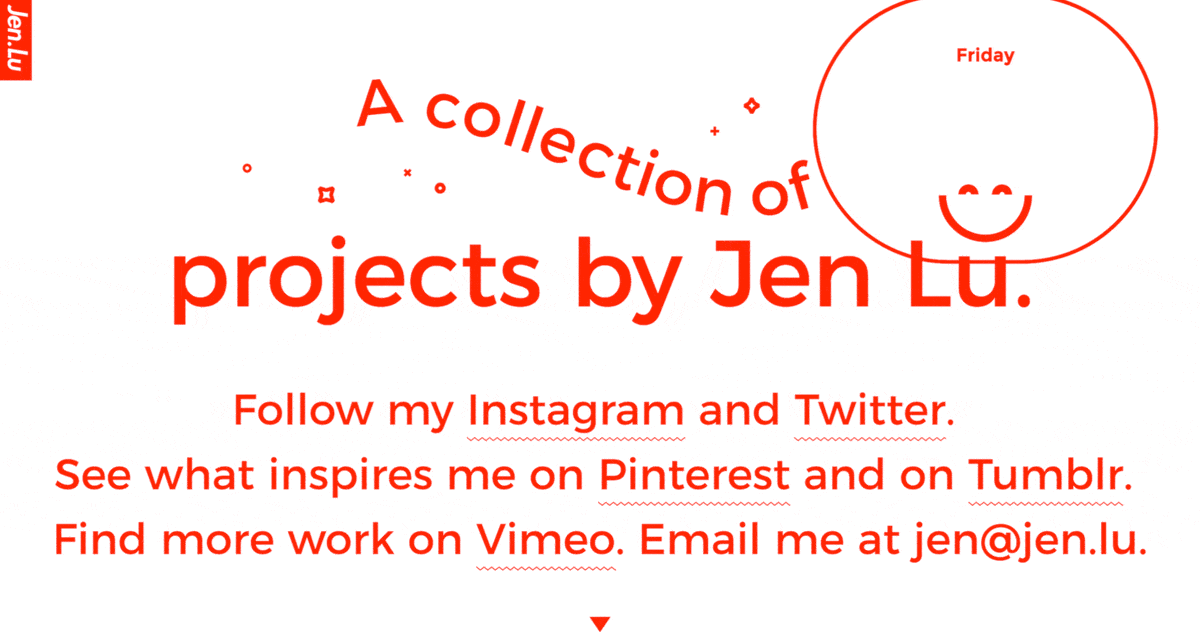 Jen.Lu
Friday
A collection of
projects by Jen Lu.
Follow my Instagram and Twitter.
See what inspires me on Pinterest and on Tumblr.
Find more work on Vimeo. Email me at jen@jen.lu.